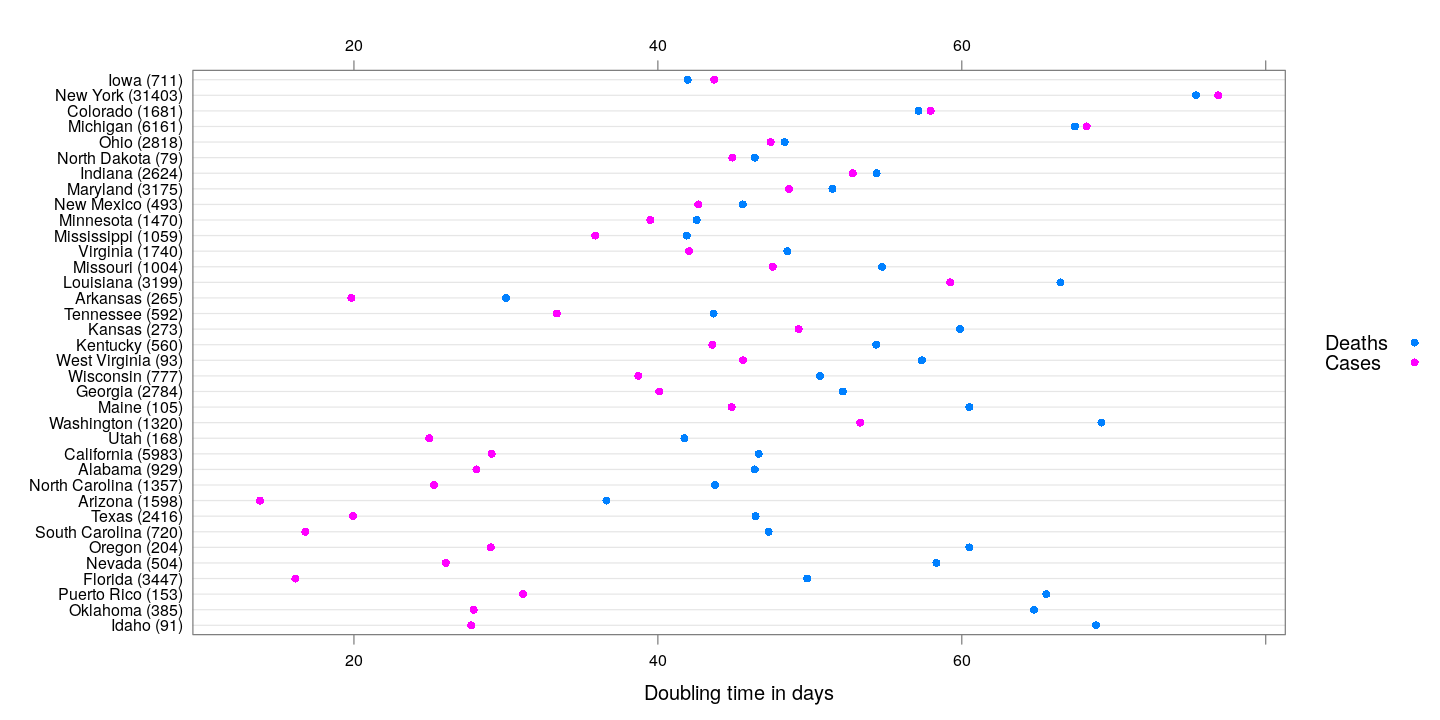 20 40 60
Iowa (711)
New York (31403)
Colorado (1681)
Michigan (6161)
Ohio (2818)
North Dakota (79)
Indiana (2624)
Maryland (3175)
New Mexico (493)
Minnesota (1470)
Mississippi (1059)
Virginia (1740)
Missouri (1004)
Louisiana (3199)
Arkansas (265)
Tennessee (592)
Kansas (273)
Kentucky (560)
West Virginia (93)
Wisconsin (777)
Georgia (2784)
Maine (105)
Washington (1320)
Utah (168)
California (5983)
Alabama (929)
North Carolina (1357)
Arizona (1598)
Texas (2416)
South Carolina (720)
Oregon (204)
Nevada (504)
Florida (3447)
Puerto Rico (153)
Oklahoma (385)
Idaho (91)
20 40 60
Doubling time in days
Deaths
Cases